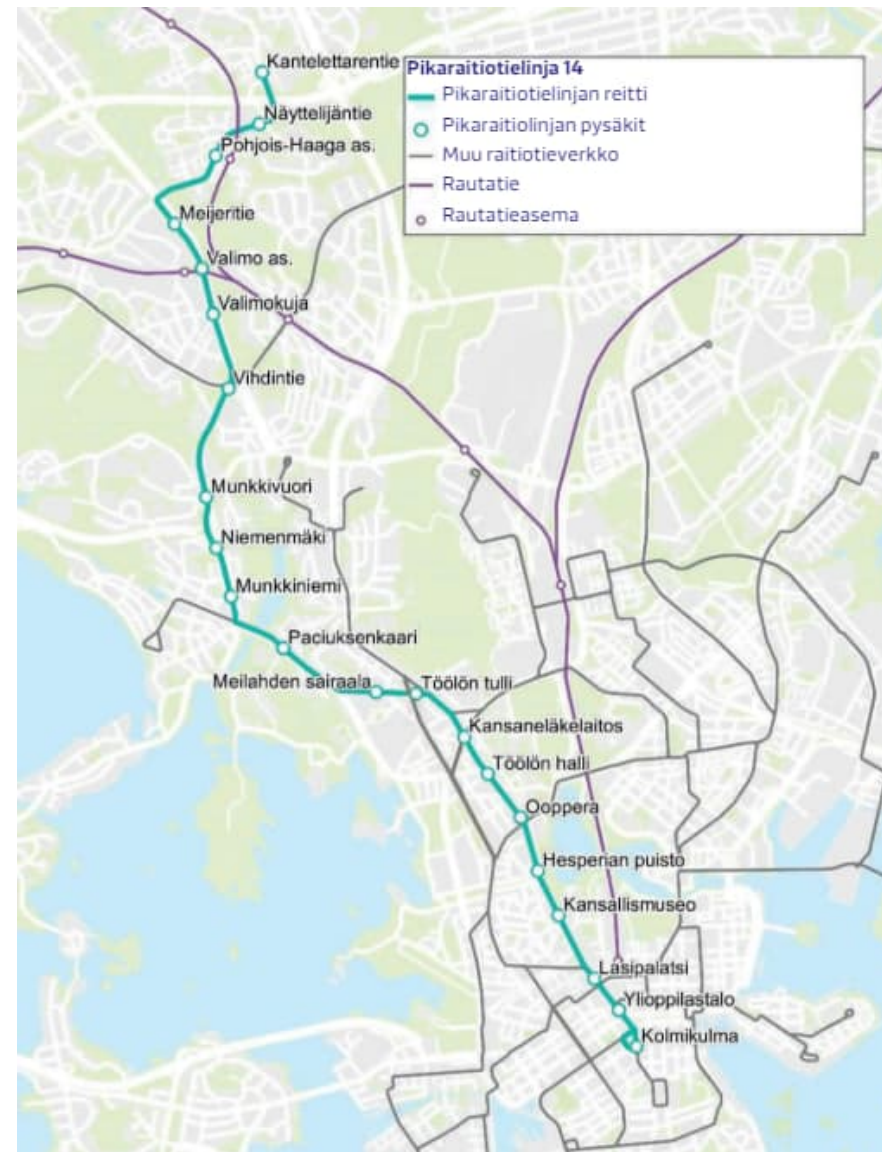 Kantelettarentie
Pikaraitiotielinja 14
Pikaraitiotielinjan reitti
Näyttelijäntie
Pikaraitiolinjan pysäkit
Pohjois-Haaga as.
Muu raitiotieverkko
Rautatie
Rautatieasema
Meijeritie
Valimo as.
Valimokuja
Vihdintie
Munkkivuori
Niemenmäki
Munkkiniemi
Paciuksenkaari
Meilahden sairaala
Töölön tulli
Kansaneläkelaitos
Töölön halli
Ooppera
Hesperian puisto
Kansallismuseo
Lasipalatsi
Ylioppilastalo
Kolmikulma